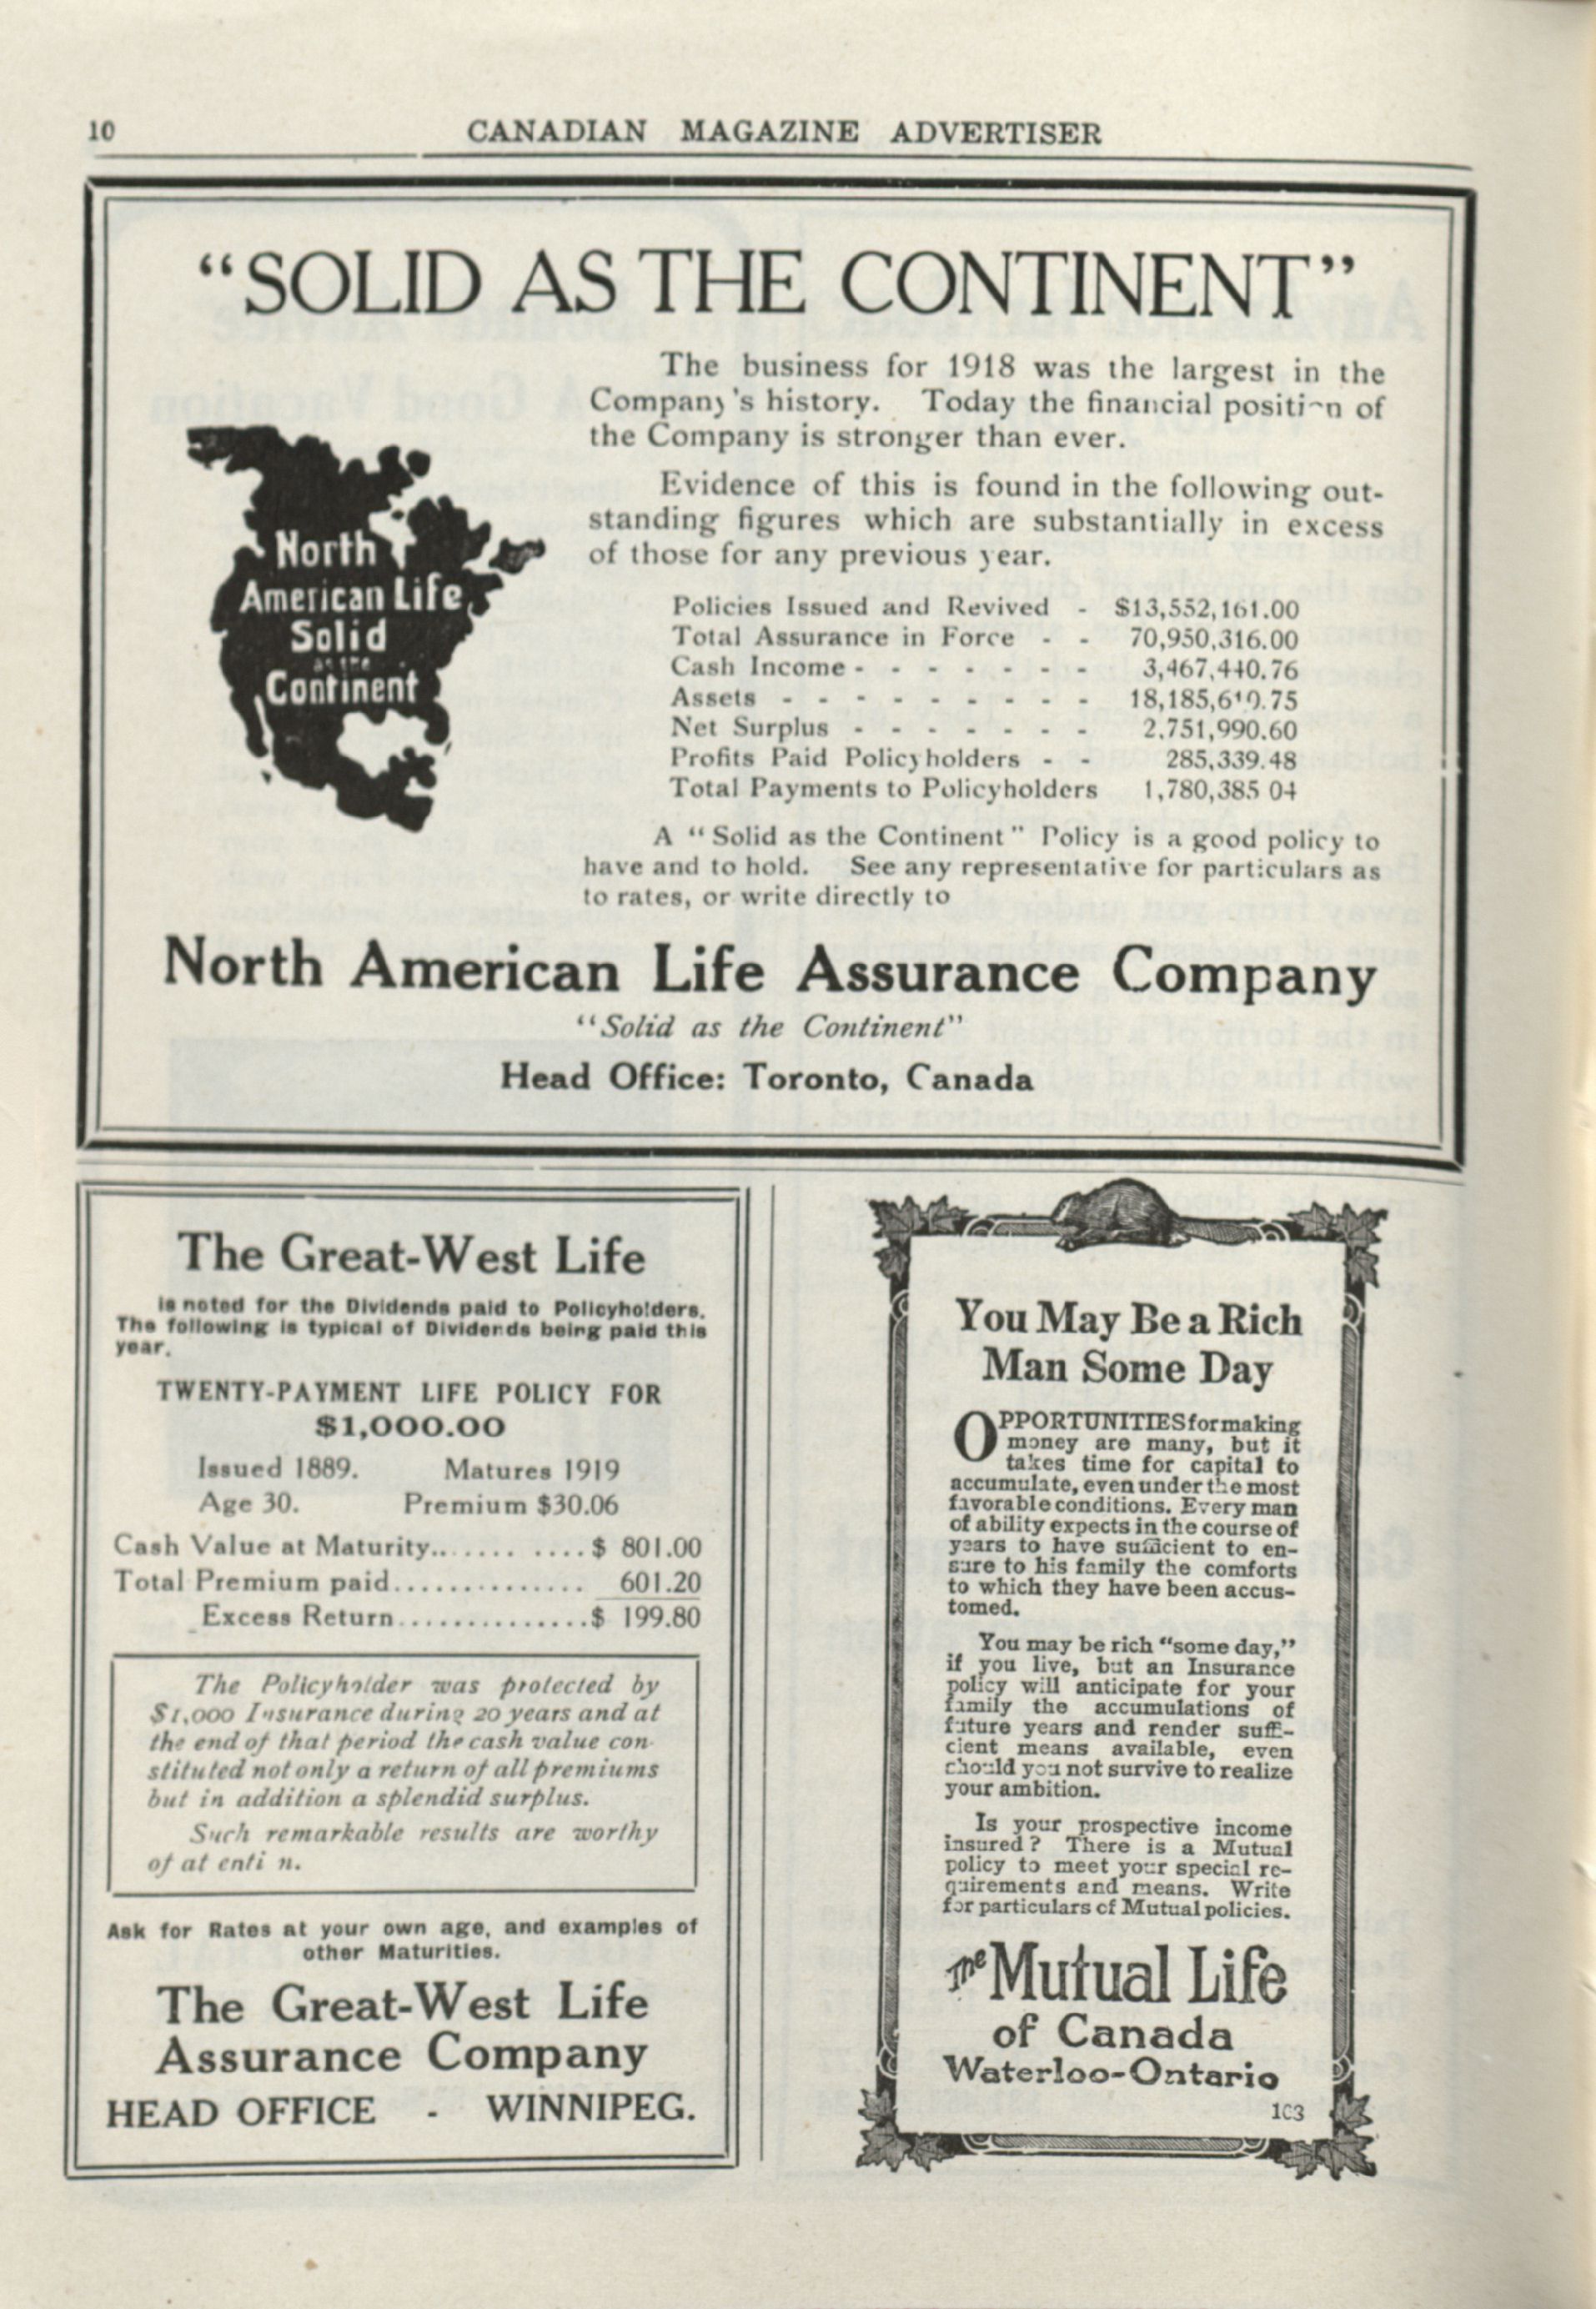 10
CANADIAN MAGAZINE ADVERTISER
"SOLID AS THE CONTINENT"
The business for 1918 was the largest in the
Company's history. Today the financial position of
the Company is stronger than ever.
Evidence of this is found in the following out-
standing figures which are substantially in excess
of those for any previous year.
North
American Life
Solid
as the
Continent
Policies Issued and Revived - $13,552,161.00
Total Assurance in Force - - 70,950,316.00
Cash Income - - - - - - - 3,467,440.76
Assets - - - - - - - - - 18,185,619.75
Net Surplus - - - - - - - 2,751,990.60
Profits Paid Policyholders - - 285,339.48
Total Payments to Policyholders 1,780,385 04
A "Solid as the Continent" Policy is a good policy to
have and to hold. See any representative for particulars as
to rates, or write directly to
North American Life Assurance Company
"Solid as the Continent"
Head Office: Toronto, Canada
The Great-West Life
is noted for the Dividends paid to Policyholders.
The following is typical of Dividends being paid this
year.
TWENTY-PAYMENT LIFE POLICY FOR
$1,000.00
Issued 1889. Matures 1919
Age 30. Premium $30.06
Cash Value at Maturity........ ....$ 801.00
Total Premium paid.............. 601.20
Excess Return..............$ 199.80
The Policyholder was protected by
$1,000 Insurance during 20 years and at
the end of that period the cash value con-
stituted not only a return of all premiums
but in addition a splendid surplus.
Such remarkable results are worthy
of at enti n.
Ask for Rates at your own age, and examples of
other Maturities.
The Great-West Life
Assurance Company
HEAD OFFICE - WINNIPEG.
You May Be a Rich
Man Some Day
OPPORTUNITIES for making
money are many, but it
takes time for capital to
accumulate, even under the most
favorable conditions. Every man
of ability expects in the course of
years to have sufficient to en-
sure to his family the comforts
to which they have been accus-
tomed.
You may be rich "some day,"
if you live, but an Insurance
policy will anticipate for your
family the accumulations of
future years and render suffi-
cient means available, even
should you not survive to realize
your ambition.
Is your prospective income
insured? There is a Mutual
policy to meet your special re-
quirements and means. Write
for particulars of Mutual policies.
The Mutual Life
of Canada
Waterloo-Ontario
103